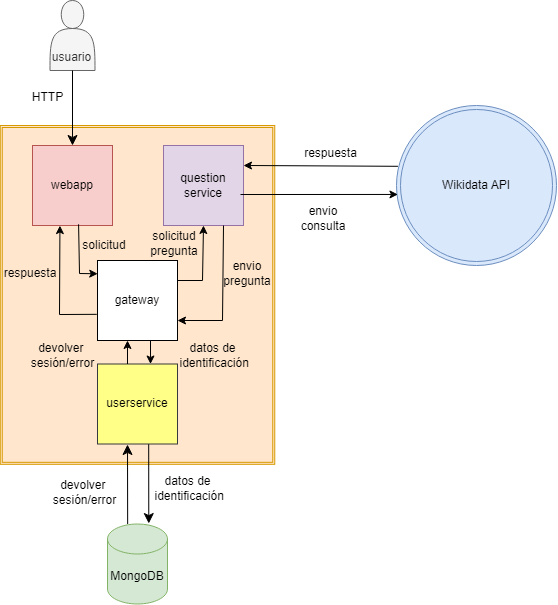 usuario
HTTP
webapp
question
service
respuesta
Wikidata API
envio
consulta
solicitud
solicitud
pregunta
respuesta
envio
pregunta
gateway
devolver
sesión/error
datos de
identificación
userservice
devolver
sesión/error
datos de
identificación
MongoDB